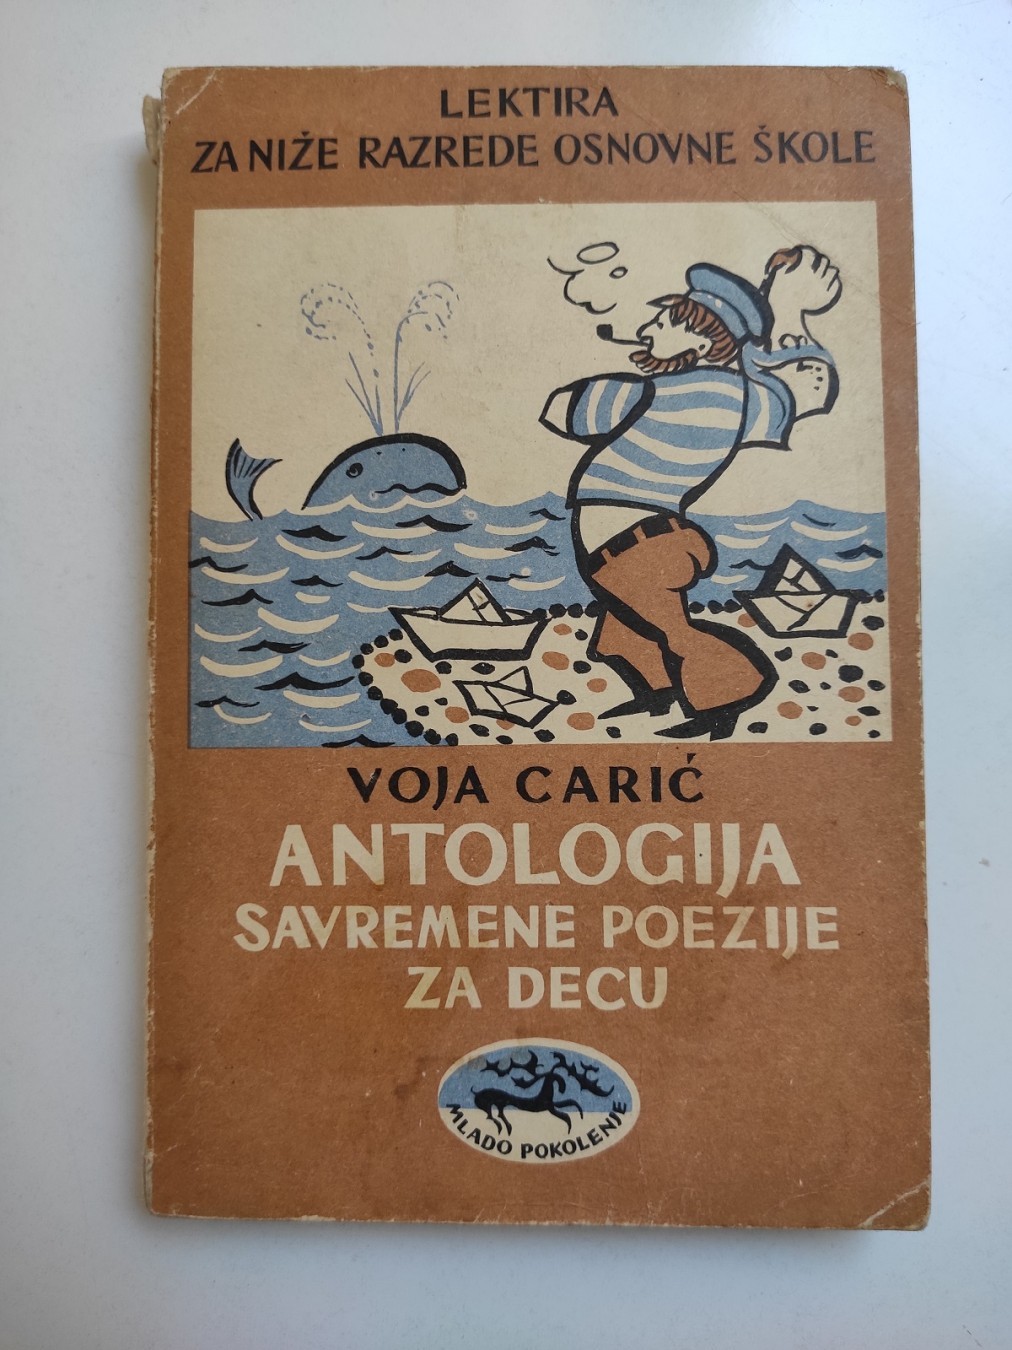 LEKTIRA
ZA NIŽE RAZREDE OSNOVNE ŠKOLE
VOJA CARIĆ
ANTOLOGIJA
SAVREMENE POEZIJE
ZA DECU
MLADO POKOLENJE